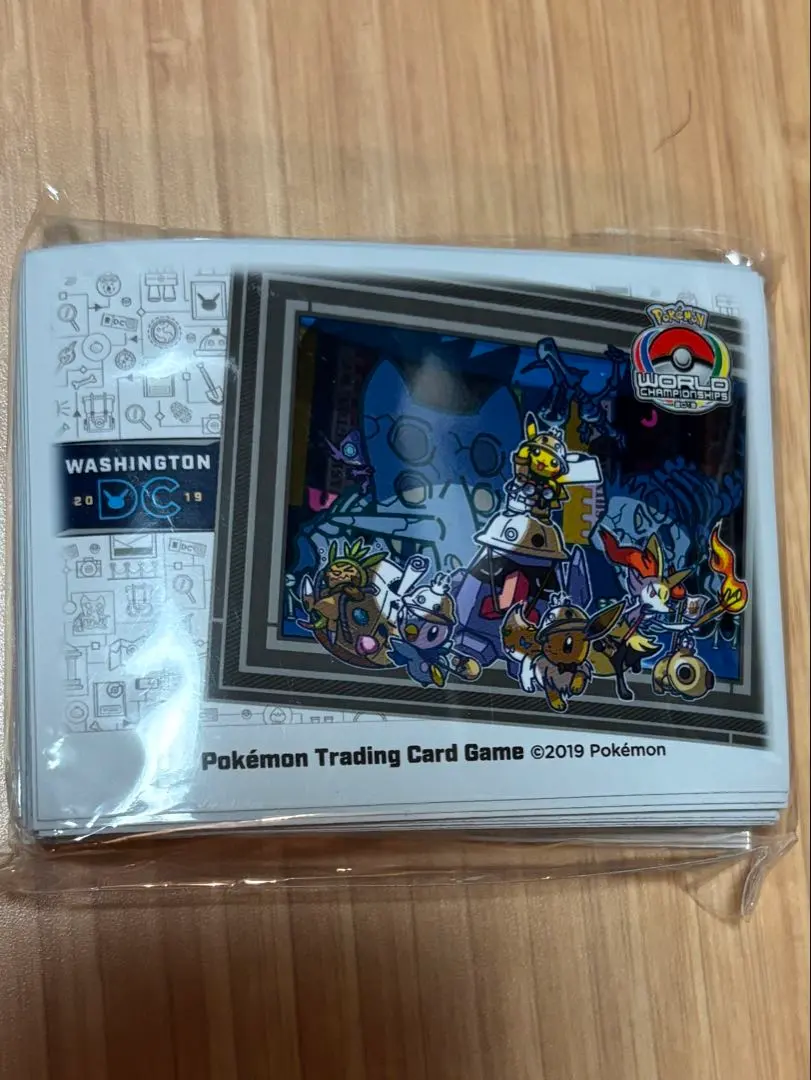 POKéMON
WORLD
CHAMPIONSHIPS
2019
WASHINGTON
20 DC 19
Pokémon Trading Card Game ©2019 Pokémon